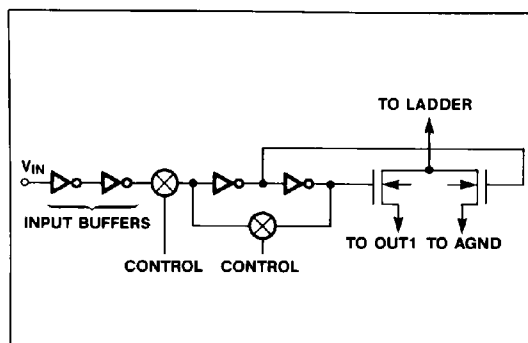 TO LADDER
VIN
INPUT BUFFERS
TO OUT1 TO AGND
CONTROL CONTROL